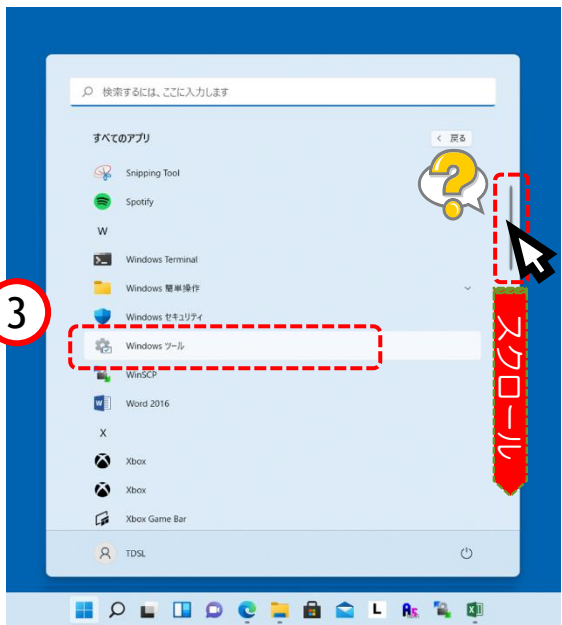 検索するには、ここに入力します
すべてのアプリ
< 戻る
Snipping Tool
Spotify
W
Windows Terminal
Windows 簡単操作
3
Windows セキュリティ
Windows ツール
WinSCP
Word 2016
X
Xbox
Xbox
Xbox Game Bar
TDSL
スクロール